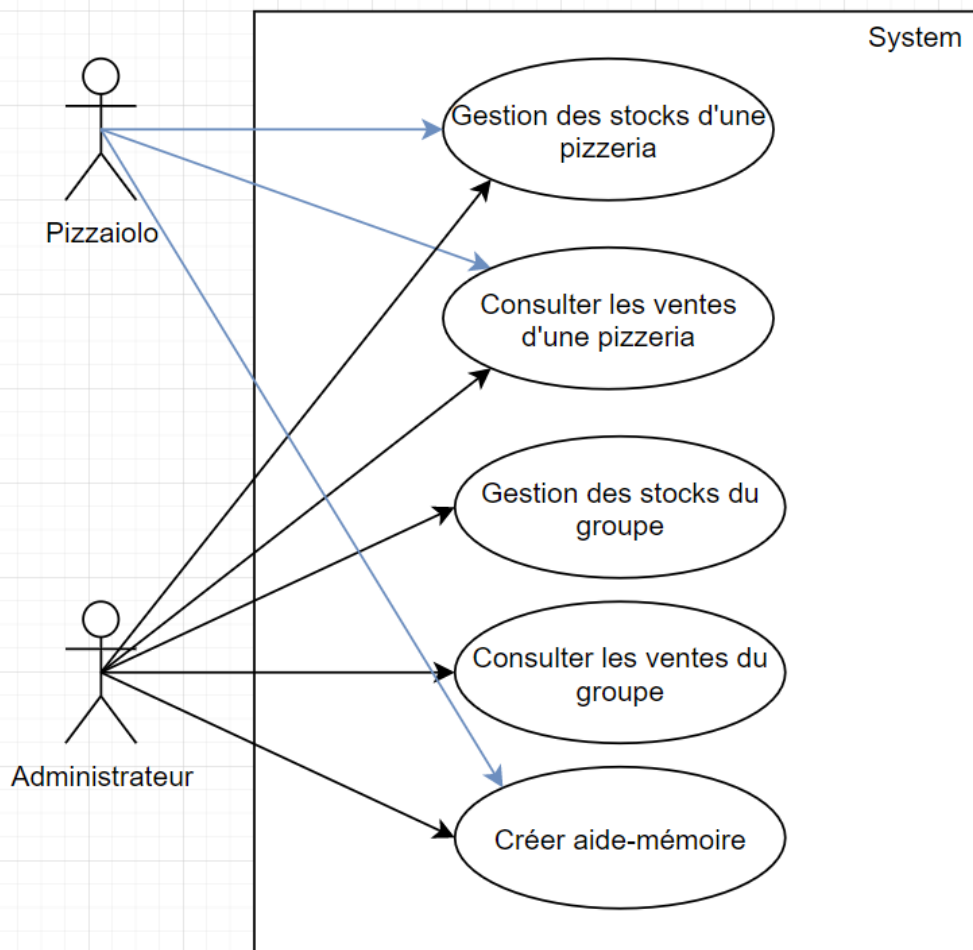 System
Gestion des stocks d'une
pizzeria
Pizzaiolo
Consulter les ventes
d'une pizzeria
Gestion des stocks du
groupe
Consulter les ventes du
groupe
Administrateur
Créer aide-mémoire